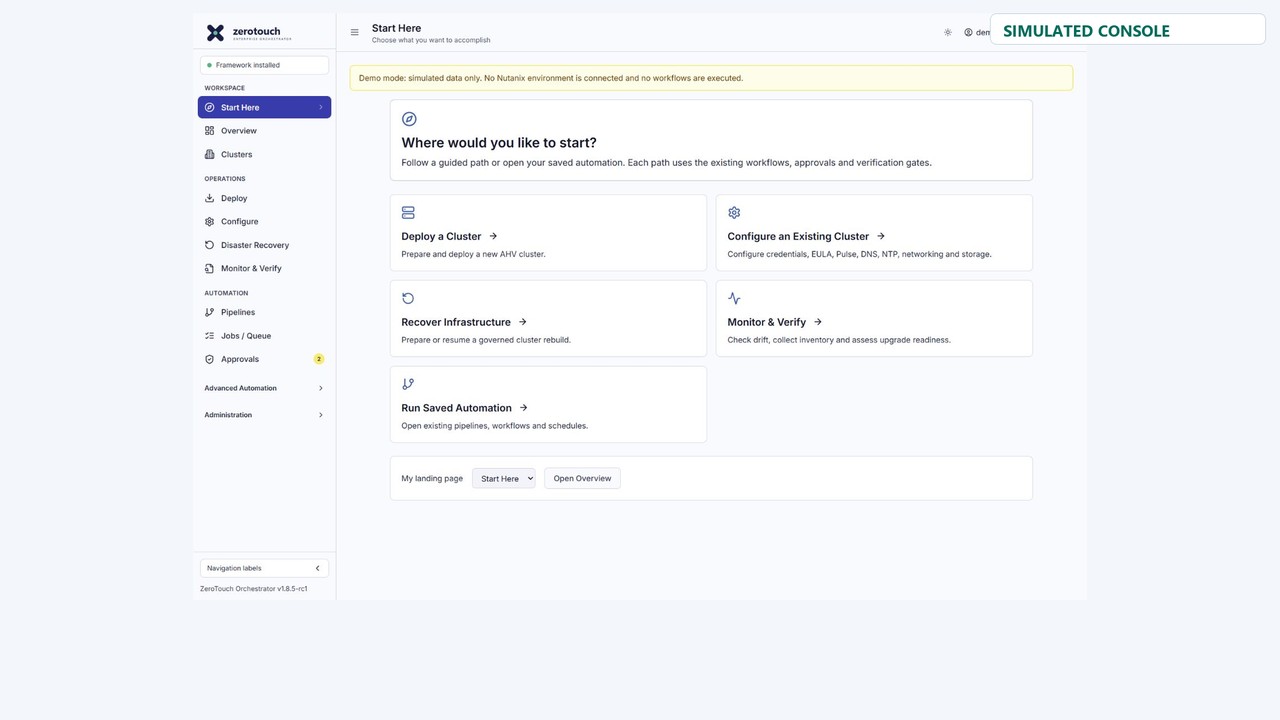 zerotouch
ENTERPRISE ORCHESTRATOR
Framework installed
WORKSPACE
Start Here
Overview
Clusters
OPERATIONS
Deploy
Configure
Disaster Recovery
Monitor & Verify
AUTOMATION
Pipelines
Jobs / Queue
Approvals
2
Advanced Automation
Administration
Navigation labels
ZeroTouch Orchestrator v1.8.5-rc1
Start Here
Choose what you want to accomplish
SIMULATED CONSOLE
Demo mode: simulated data only. No Nutanix environment is connected and no workflows are executed.
Where would you like to start?
Follow a guided path or open your saved automation. Each path uses the existing workflows, approvals and verification gates.
Deploy a Cluster →
Prepare and deploy a new AHV cluster.
Configure an Existing Cluster →
Configure credentials, EULA, Pulse, DNS, NTP, networking and storage.
Recover Infrastructure →
Prepare or resume a governed cluster rebuild.
Monitor & Verify →
Check drift, collect inventory and assess upgrade readiness.
Run Saved Automation →
Open existing pipelines, workflows and schedules.
My landing page
Start Here
Open Overview